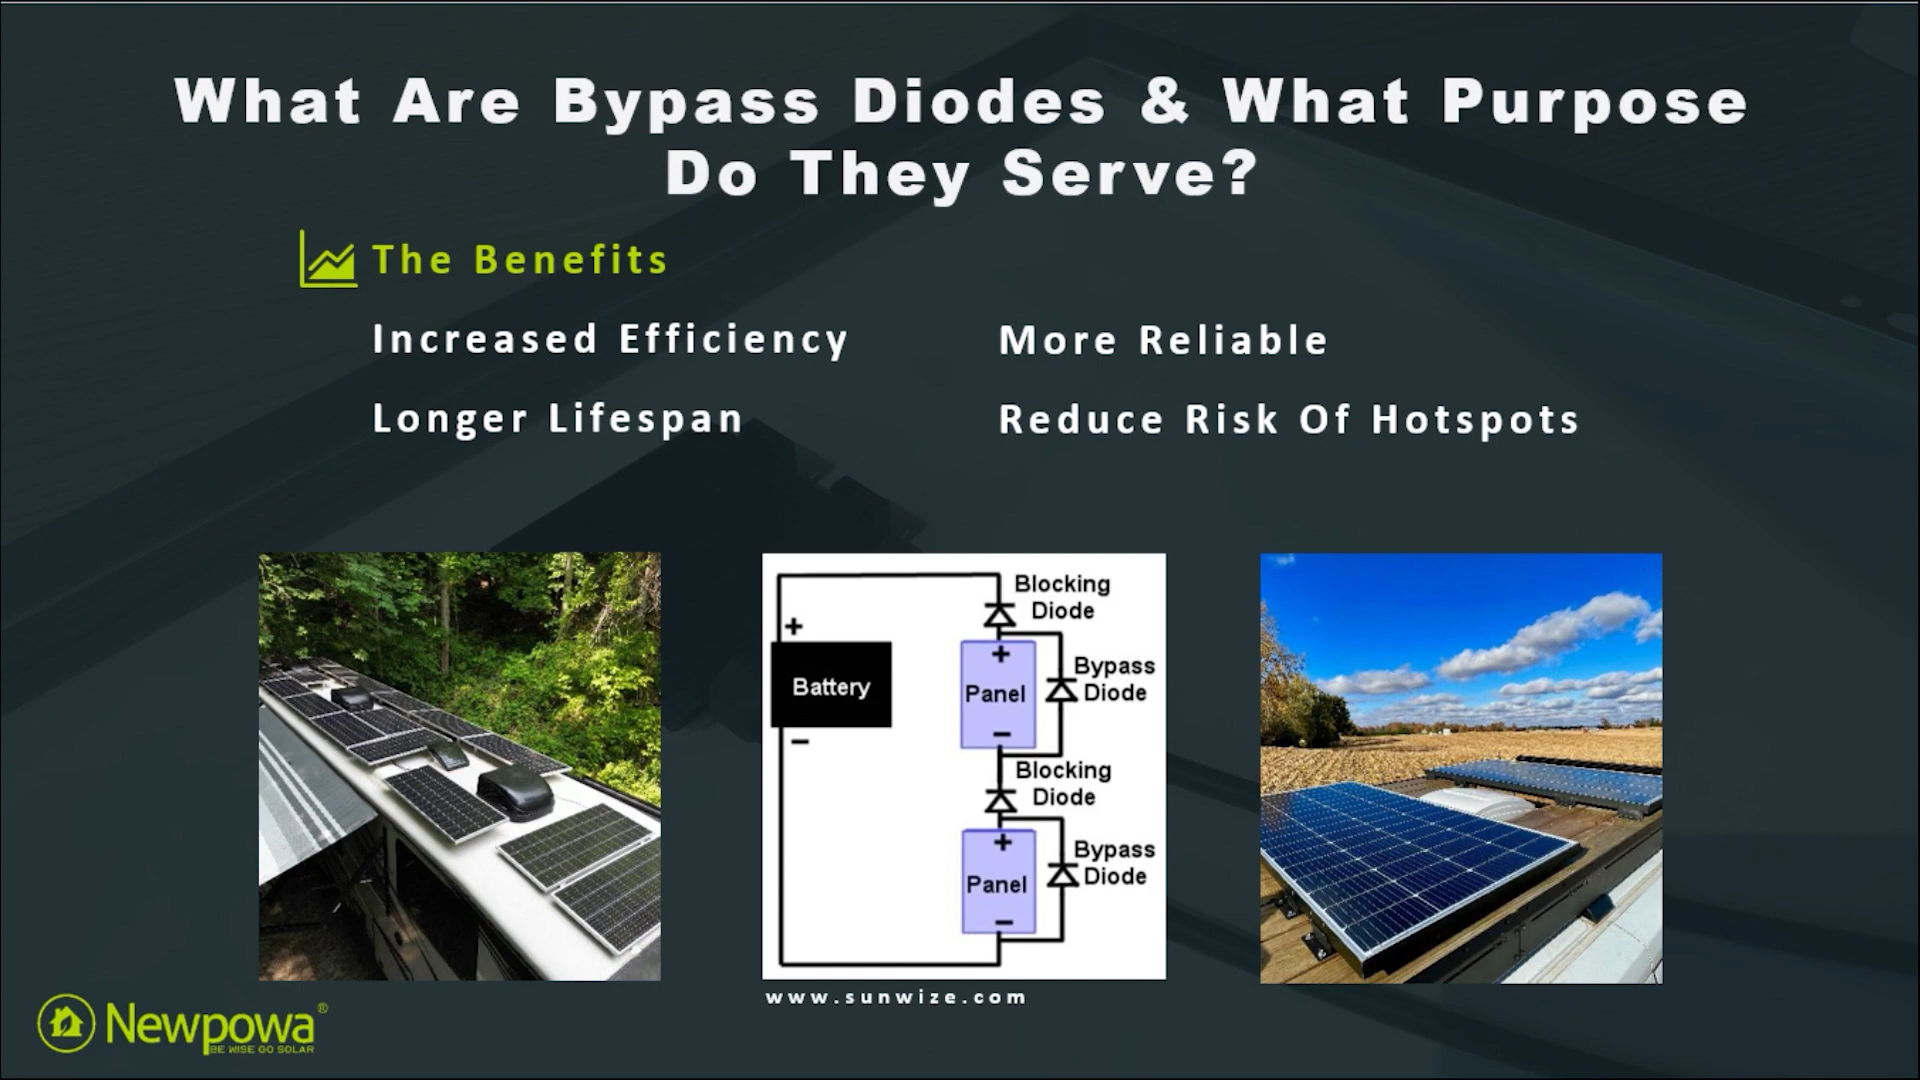 What Are Bypass Diodes & What Purpose
Do They Serve?
The Benefits
Increased Efficiency
More Reliable
Longer Lifespan
Reduce Risk Of Hotspots
Blocking
Diode
+
+
Bypass
Diode
Battery
Panel
−
−
Blocking
Diode
+
Bypass
Diode
Panel
−
www.sunwize.com
Newpowa®
BE WISE GO SOLAR